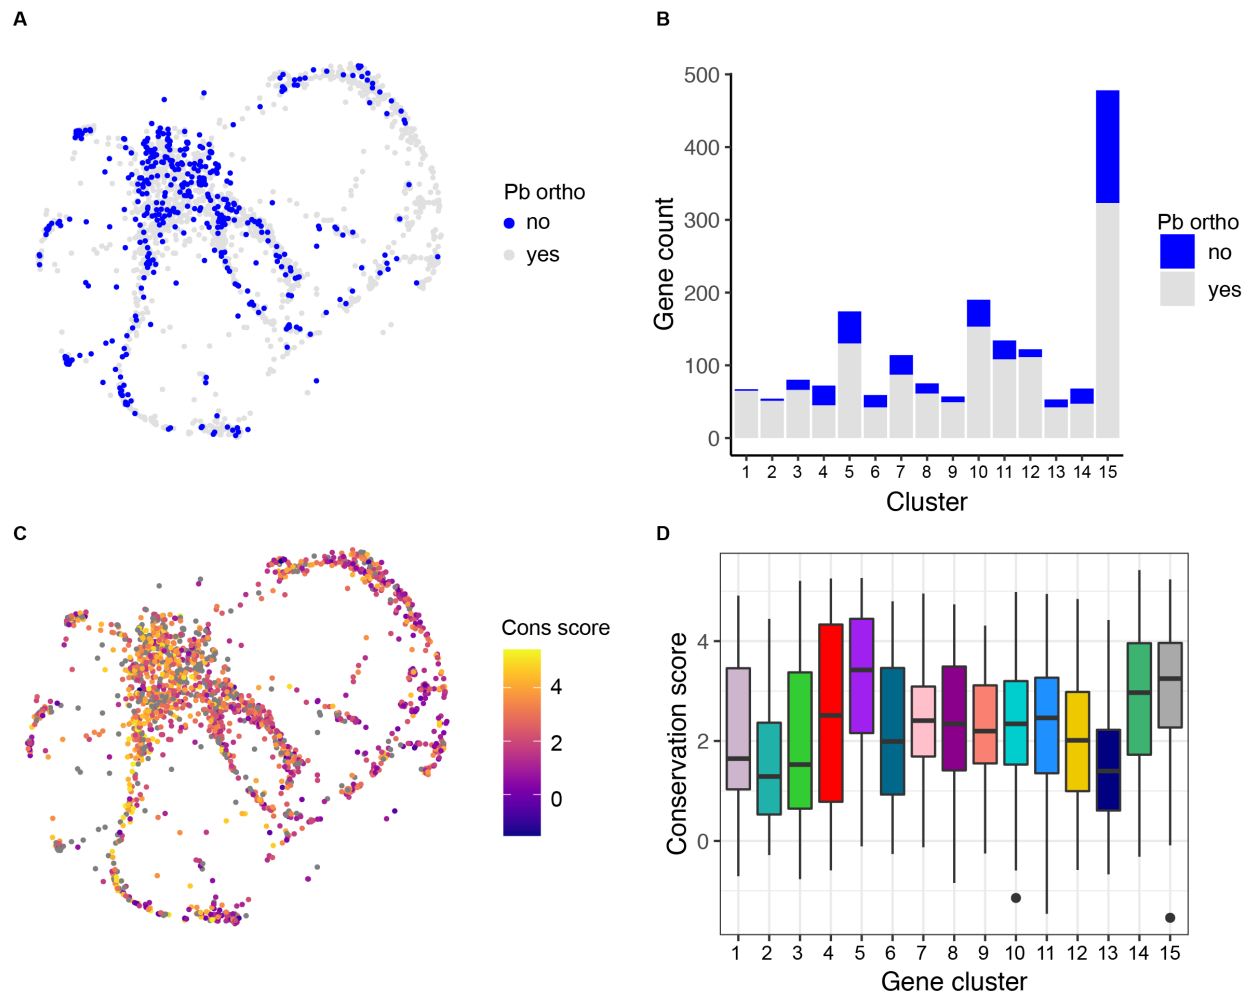 A
Pb ortho
no
yes
B
500
400
300
200
100
0
Gene count
1 2 3 4 5 6 7 8 9 10 11 12 13 14 15
Cluster
Pb ortho
no
yes
C
Cons score
4
2
0
D
4
2
0
Conservation score
1 2 3 4 5 6 7 8 9 10 11 12 13 14 15
Gene cluster